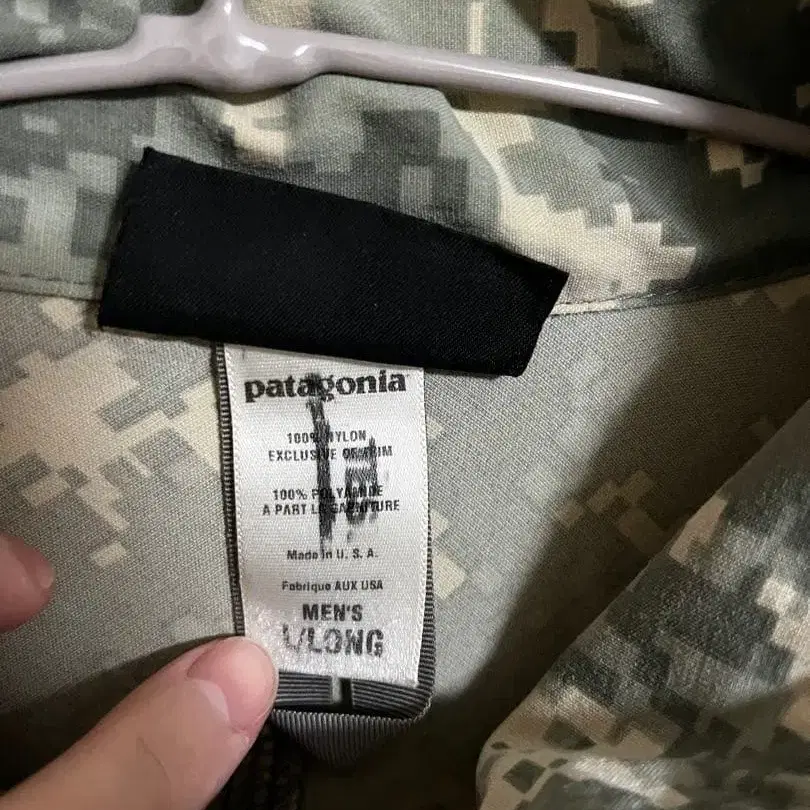 patagonia
100% NYLON
EXCLUSIVE OF TRIM
100% POLYAMIDE
A PART LA GARNITURE
Made in U. S. A.
Fabrique AUX USA
MEN'S
L/LONG